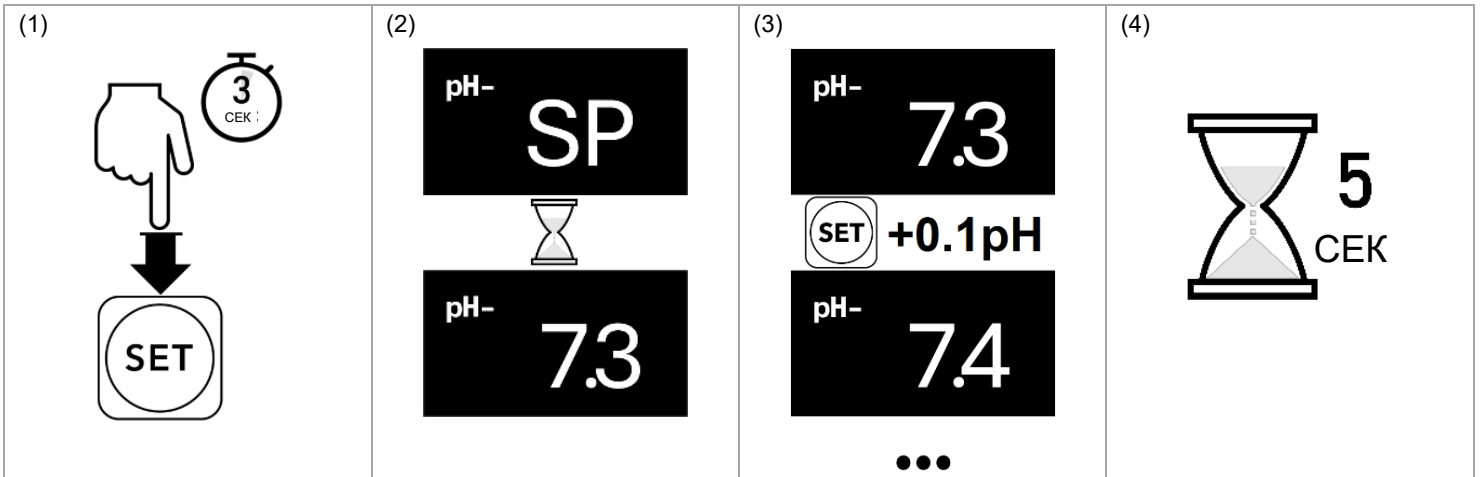 (1)
3
СЕК
SET
(2)
pH-
SP
pH-
7.3
(3)
pH-
7.3
SET +0.1pH
pH-
7.4
•••
(4)
5
СЕК